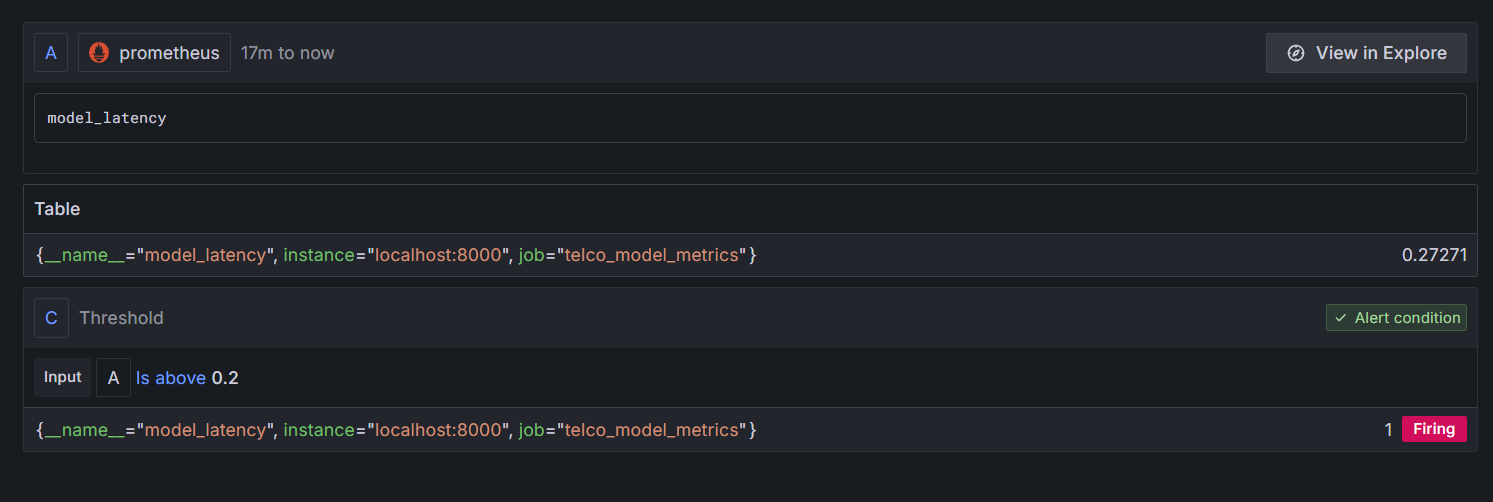 A prometheus 17m to now View in Explore
model_latency
Table
{__name__="model_latency", instance="localhost:8000", job="telco_model_metrics"} 0.27271
C Threshold Alert condition
Input A Is above 0.2
{__name__="model_latency", instance="localhost:8000", job="telco_model_metrics"} 1 Firing